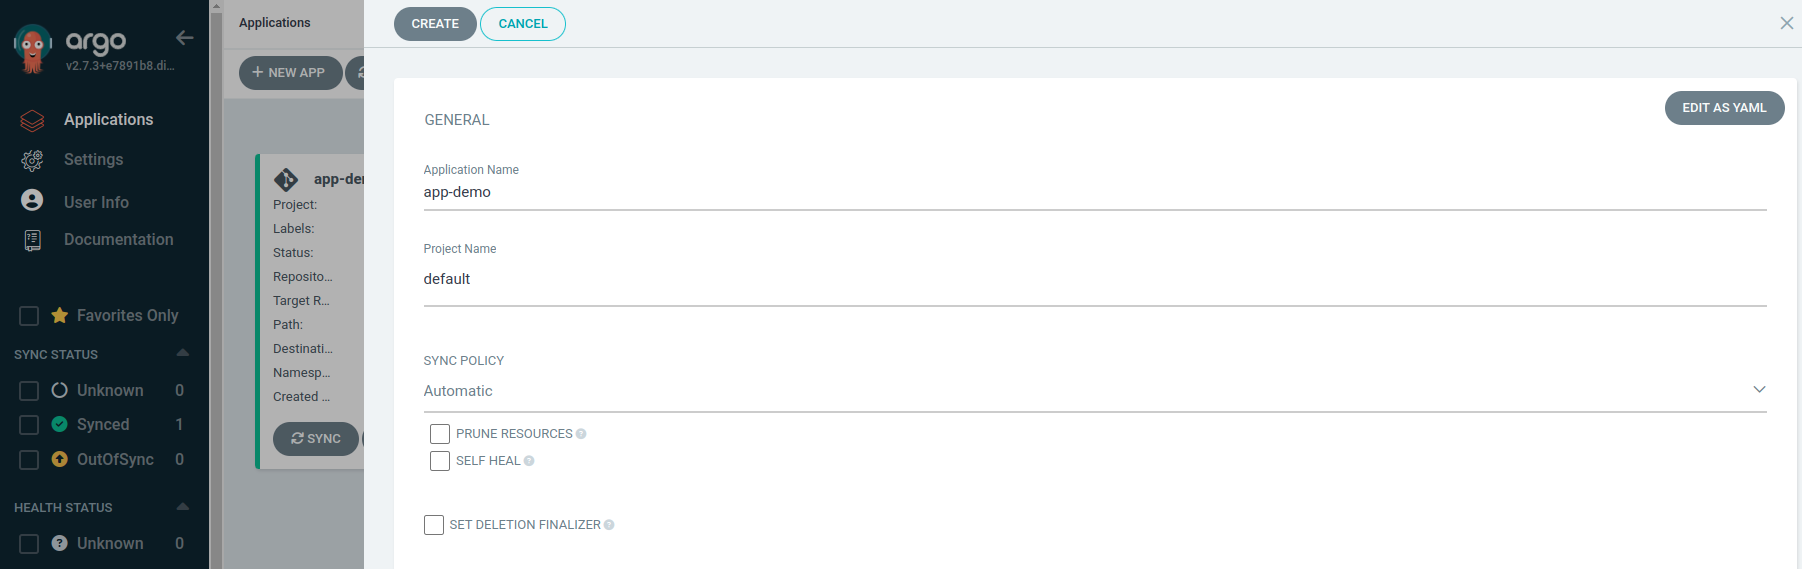 argo
v2.7.3+e7891b8.di...
Applications
Settings
User Info
Documentation
Favorites Only
SYNC STATUS
Unknown 0
Synced 1
OutOfSync 0
HEALTH STATUS
Unknown 0
Applications
+ NEW APP
app-der
Project:
Labels:
Status:
Reposito...
Target R...
Path:
Destinati...
Namesp...
Created ...
SYNC
CREATE CANCEL
GENERAL
EDIT AS YAML
Application Name
app-demo
Project Name
default
SYNC POLICY
Automatic
PRUNE RESOURCES
SELF HEAL
SET DELETION FINALIZER